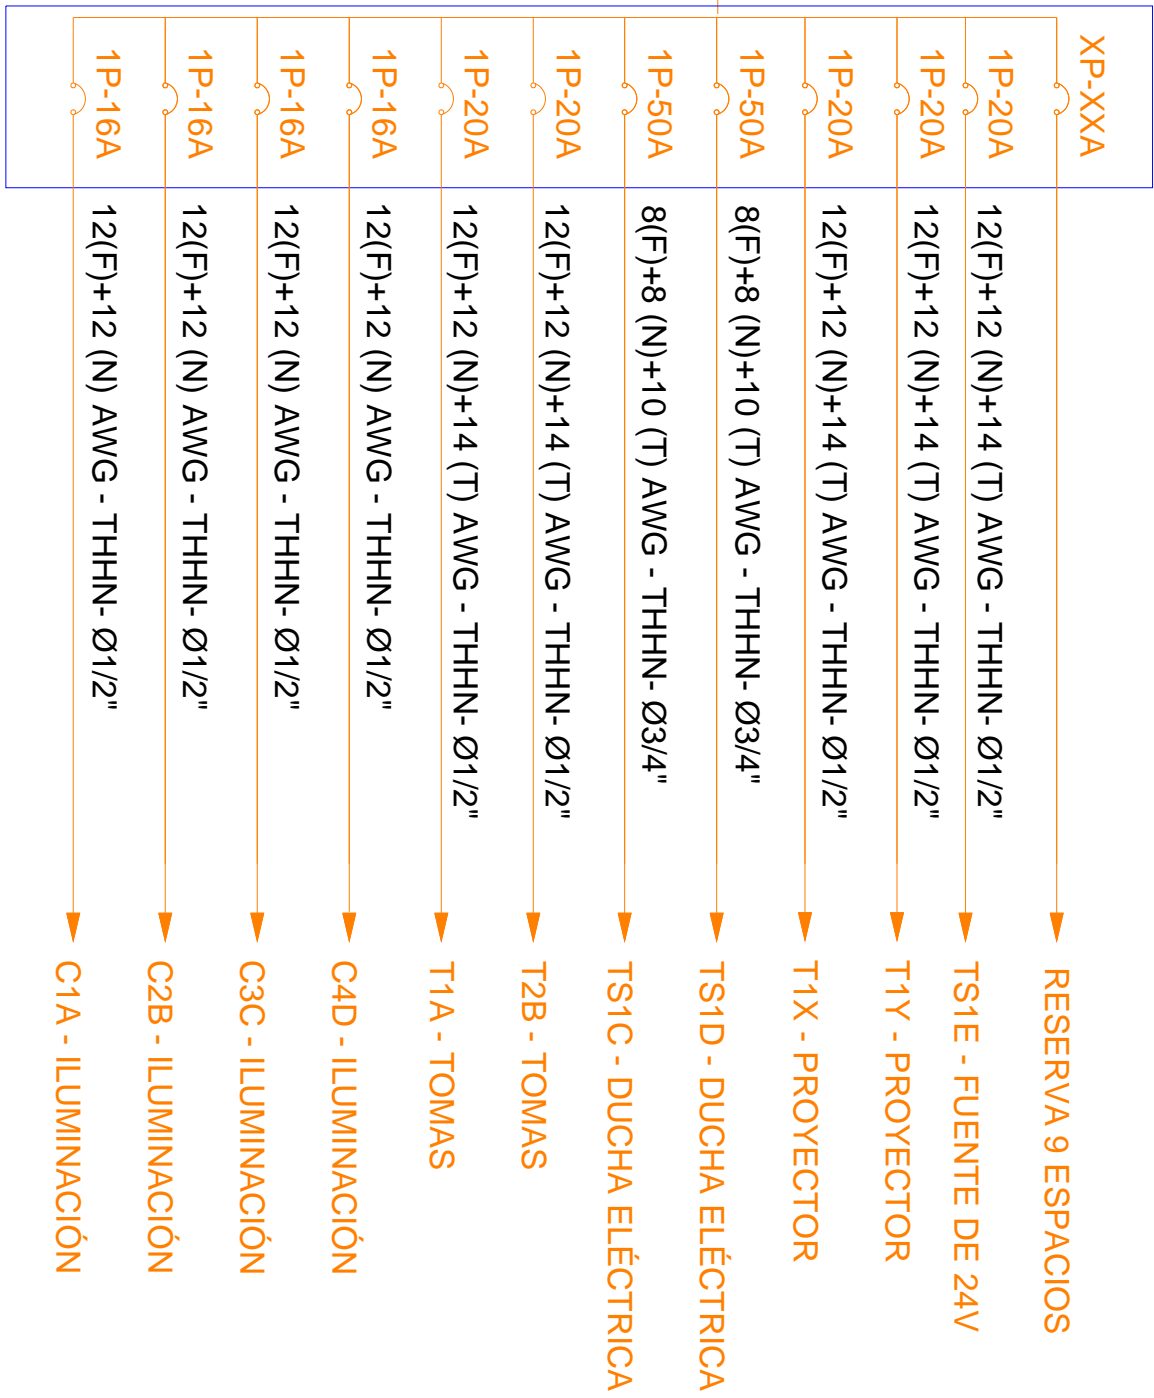 XP-XXA
RESERVA 9 ESPACIOS
1P-20A
12(F)+12 (N)+14 (T) AWG - THHN- Ø1/2"
TS1E - FUENTE DE 24V
1P-20A
12(F)+12 (N)+14 (T) AWG - THHN- Ø1/2"
T1Y - PROYECTOR
1P-20A
12(F)+12 (N)+14 (T) AWG - THHN- Ø1/2"
T1X - PROYECTOR
1P-50A
8(F)+8 (N)+10 (T) AWG - THHN- Ø3/4"
TS1D - DUCHA ELÉCTRICA
1P-50A
8(F)+8 (N)+10 (T) AWG - THHN- Ø3/4"
TS1C - DUCHA ELÉCTRICA
1P-20A
12(F)+12 (N)+14 (T) AWG - THHN- Ø1/2"
T2B - TOMAS
1P-20A
12(F)+12 (N)+14 (T) AWG - THHN- Ø1/2"
T1A - TOMAS
1P-16A
12(F)+12 (N) AWG - THHN- Ø1/2"
C4D - ILUMINACIÓN
1P-16A
12(F)+12 (N) AWG - THHN- Ø1/2"
C3C - ILUMINACIÓN
1P-16A
12(F)+12 (N) AWG - THHN- Ø1/2"
C2B - ILUMINACIÓN
1P-16A
12(F)+12 (N) AWG - THHN- Ø1/2"
C1A - ILUMINACIÓN